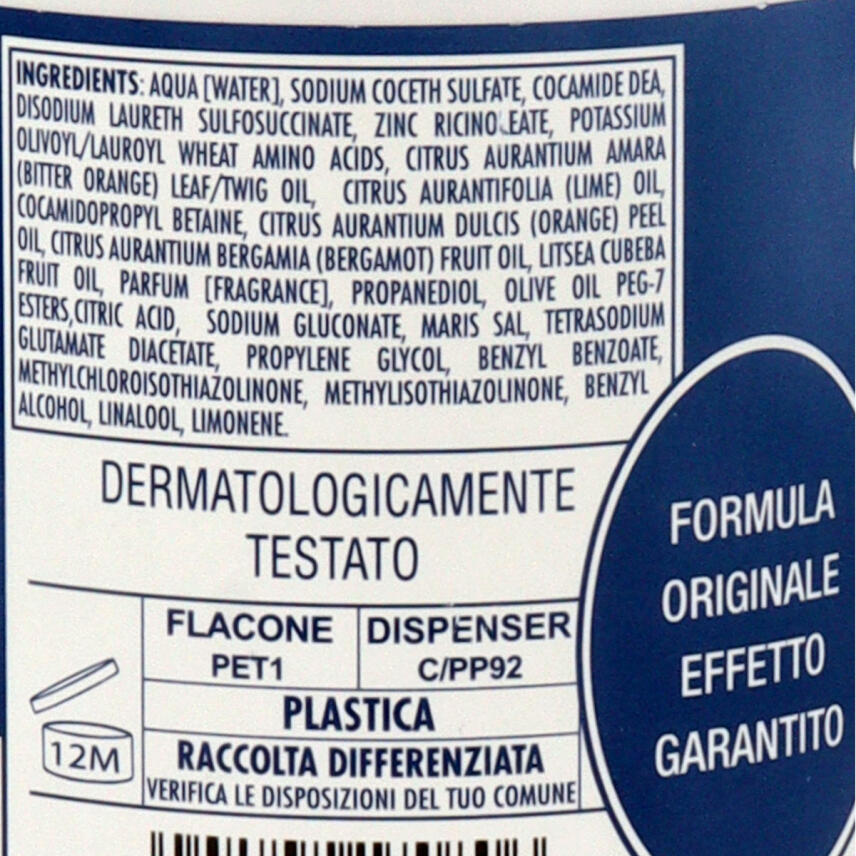 INGREDIENTS: AQUA [WATER], SODIUM COCETH SULFATE, COCAMIDE DEA,
DISODIUM LAURETH SULFOSUCCINATE, ZINC RICINOLEATE, POTASSIUM
OLIVOYL/LAUROYL WHEAT AMINO ACIDS, CITRUS AURANTIUM AMARA
(BITTER ORANGE) LEAF/TWIG OIL, CITRUS AURANTIFOLIA (LIME) OIL,
COCAMIDOPROPYL BETAINE, CITRUS AURANTIUM DULCIS (ORANGE) PEEL
OIL, CITRUS AURANTIUM BERGAMIA (BERGAMOT) FRUIT OIL, LITSEA CUBEBA
FRUIT OIL, PARFUM [FRAGRANCE], PROPANEDIOL, OLIVE OIL PEG-7
ESTERS, CITRIC ACID, SODIUM GLUCONATE, MARIS SAL, TETRASODIUM
GLUTAMATE DIACETATE, PROPYLENE GLYCOL, BENZYL BENZOATE,
METHYLCHLOROISOTHIAZOLINONE, METHYLISOTHIAZOLINONE, BENZYL
ALCOHOL, LINALOOL, LIMONENE.
DERMATOLOGICAMENTE
TESTATO
FLACONE
PET1
DISPENSER
C/PP92
PLASTICA
RACCOLTA DIFFERENZIATA
VERIFICA LE DISPOSIZIONI DEL TUO COMUNE
12M
FORMULA
ORIGINALE
EFFETTO
GARANTITO